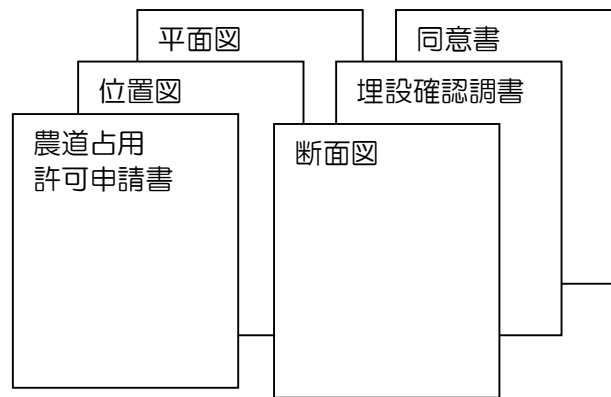 農道占用
許可申請書
位置図
平面図
断面図
埋設確認調書
同意書